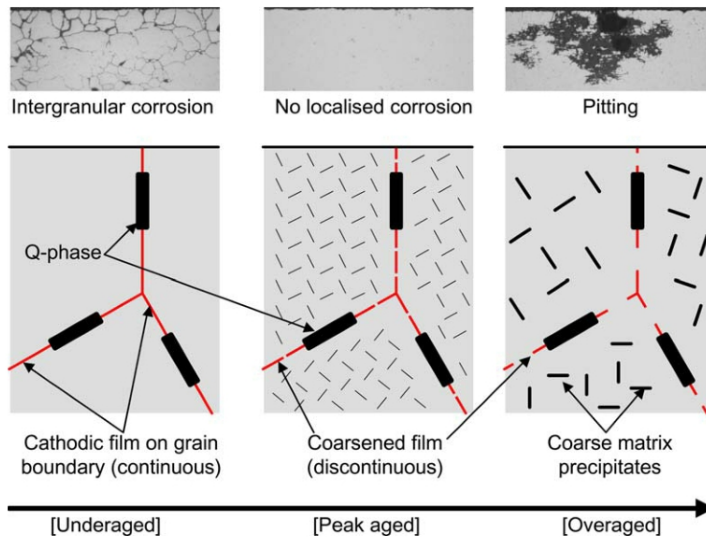 Intergranular corrosion
No localised corrosion
Pitting
Q-phase
Cathodic film on grain
boundary (continuous)
Coarsened film
(discontinuous)
Coarse matrix
precipitates
[Underaged]
[Peak aged]
[Overaged]